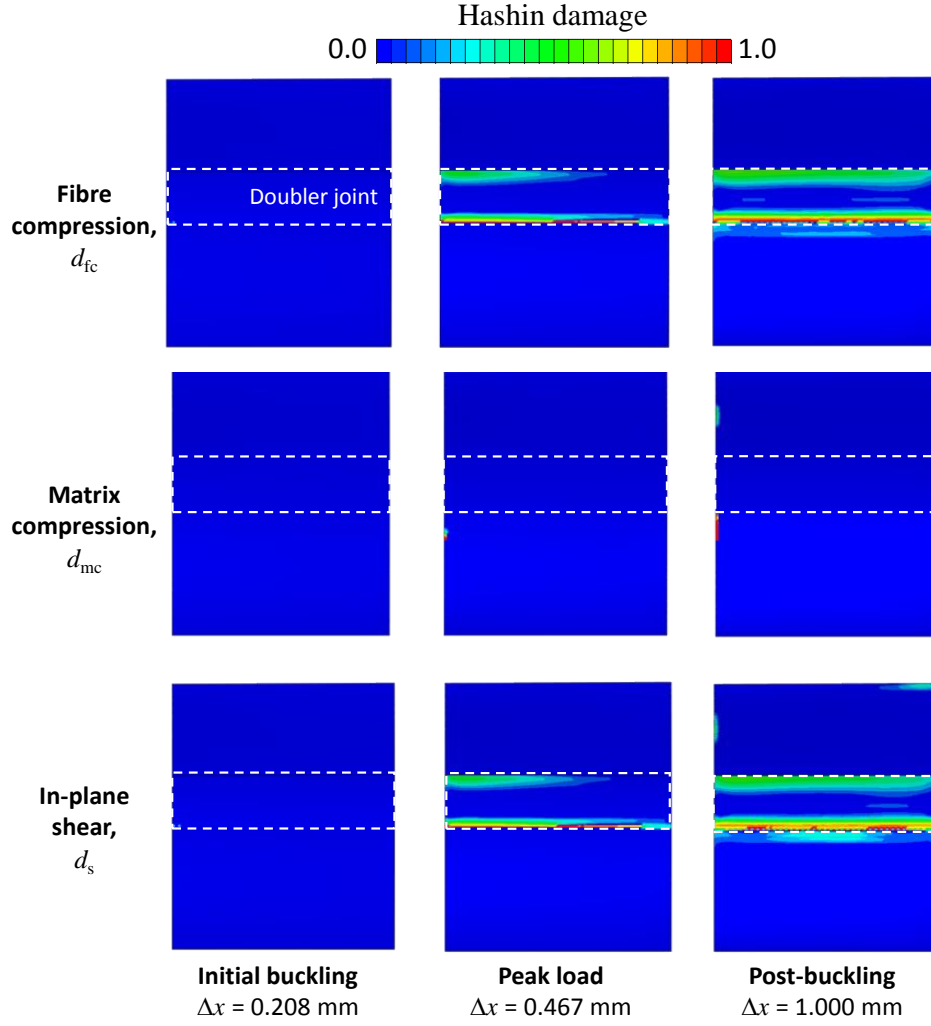 Hashin damage
0.0 1.0
Fibre
compression,
dfc
Doubler joint
Matrix
compression,
dmc
In-plane
shear,
ds
Initial buckling Peak load Post-buckling
Δx = 0.208 mm Δx = 0.467 mm Δx = 1.000 mm